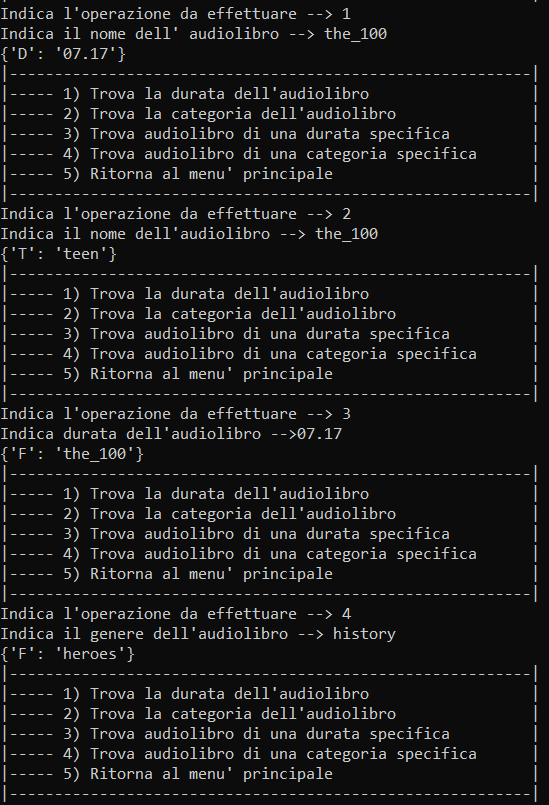 Indica l'operazione da effettuare --> 1
Indica il nome dell' audiolibro --> the_100
{'D': '07.17'}
|----------------------------------------------------------|
|----- 1) Trova la durata dell'audiolibro                  |
|----- 2) Trova la categoria dell'audiolibro               |
|----- 3) Trova audiolibro di una durata specifica         |
|----- 4) Trova audiolibro di una categoria specifica      |
|----- 5) Ritorna al menu' principale                      |
|----------------------------------------------------------|
Indica l'operazione da effettuare --> 2
Indica il nome dell'audiolibro --> the_100
{'T': 'teen'}
|----------------------------------------------------------|
|----- 1) Trova la durata dell'audiolibro                  |
|----- 2) Trova la categoria dell'audiolibro               |
|----- 3) Trova audiolibro di una durata specifica         |
|----- 4) Trova audiolibro di una categoria specifica      |
|----- 5) Ritorna al menu' principale                      |
|----------------------------------------------------------|
Indica l'operazione da effettuare --> 3
Indica durata dell'audiolibro -->07.17
{'F': 'the_100'}
|----------------------------------------------------------|
|----- 1) Trova la durata dell'audiolibro                  |
|----- 2) Trova la categoria dell'audiolibro               |
|----- 3) Trova audiolibro di una durata specifica         |
|----- 4) Trova audiolibro di una categoria specifica      |
|----- 5) Ritorna al menu' principale                      |
|----------------------------------------------------------|
Indica l'operazione da effettuare --> 4
Indica il genere dell'audiolibro --> history
{'F': 'heroes'}
|----------------------------------------------------------|
|----- 1) Trova la durata dell'audiolibro                  |
|----- 2) Trova la categoria dell'audiolibro               |
|----- 3) Trova audiolibro di una durata specifica         |
|----- 4) Trova audiolibro di una categoria specifica      |
|----- 5) Ritorna al menu' principale                      |
|----------------------------------------------------------|